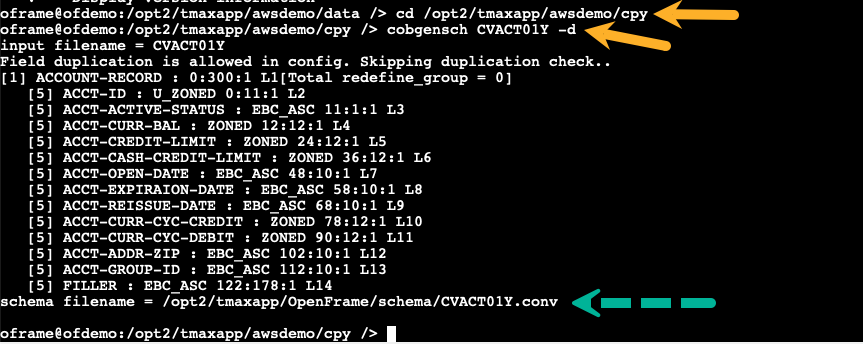 oframe@ofdemo:/opt2/tmaxapp/awsdemo/data /> cd /opt2/tmaxapp/awsdemo/cpy
oframe@ofdemo:/opt2/tmaxapp/awsdemo/cpy /> cobgensch CVACT01Y -d
input filename = CVACT01Y
Field duplication is allowed in config. Skipping duplication check..
[1] ACCOUNT-RECORD : 0:300:1 L1[Total redefine_group = 0]
[5] ACCT-ID : U_ZONED 0:11:1 L2
[5] ACCT-ACTIVE-STATUS : EBC_ASC 11:1:1 L3
[5] ACCT-CURR-BAL : ZONED 12:12:1 L4
[5] ACCT-CREDIT-LIMIT : ZONED 24:12:1 L5
[5] ACCT-CASH-CREDIT-LIMIT : ZONED 36:12:1 L6
[5] ACCT-OPEN-DATE : EBC_ASC 48:10:1 L7
[5] ACCT-EXPIRAION-DATE : EBC_ASC 58:10:1 L8
[5] ACCT-REISSUE-DATE : EBC_ASC 68:10:1 L9
[5] ACCT-CURR-CYC-CREDIT : ZONED 78:12:1 L10
[5] ACCT-CURR-CYC-DEBIT : ZONED 90:12:1 L11
[5] ACCT-ADDR-ZIP : EBC_ASC 102:10:1 L12
[5] ACCT-GROUP-ID : EBC_ASC 112:10:1 L13
[5] FILLER : EBC_ASC 122:178:1 L14
schema filename = /opt2/tmaxapp/OpenFrame/schema/CVACT01Y.conv
oframe@ofdemo:/opt2/tmaxapp/awsdemo/cpy />